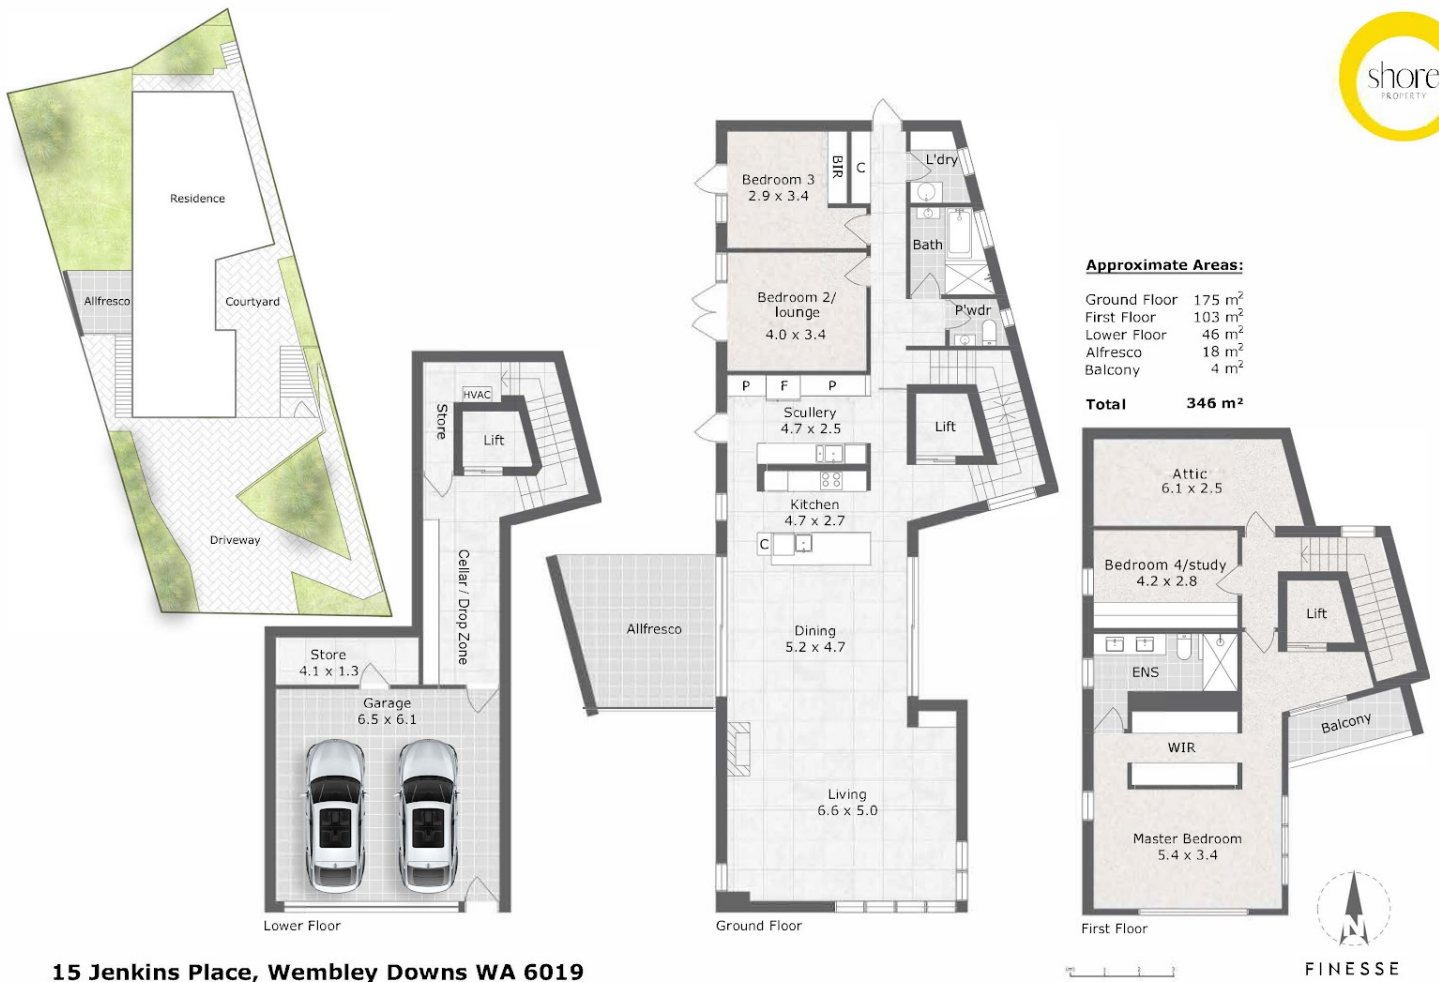 shore
PROPERTY
Residence
Allfresco
Courtyard
Driveway
HVAC
Store
Lift
Cellar / Drop Zone
Store
4.1 x 1.3
Garage
6.5 x 6.1
Lower Floor
Bedroom 3
2.9 x 3.4
BIR
C
L'dry
Bath
Bedroom 2/
lounge
4.0 x 3.4
P'wdr
P F P
Scullery
4.7 x 2.5
Lift
Kitchen
4.7 x 2.7
C
Allfresco
Dining
5.2 x 4.7
Living
6.6 x 5.0
Ground Floor
Approximate Areas:
Ground Floor 175 m²
First Floor 103 m²
Lower Floor 46 m²
Alfresco 18 m²
Balcony 4 m²
Total 346 m²
Attic
6.1 x 2.5
Bedroom 4/study
4.2 x 2.8
Lift
ENS
Balcony
WIR
Master Bedroom
5.4 x 3.4
First Floor
N
FINESSE
15 Jenkins Place, Wembley Downs WA 6019
1 2 3